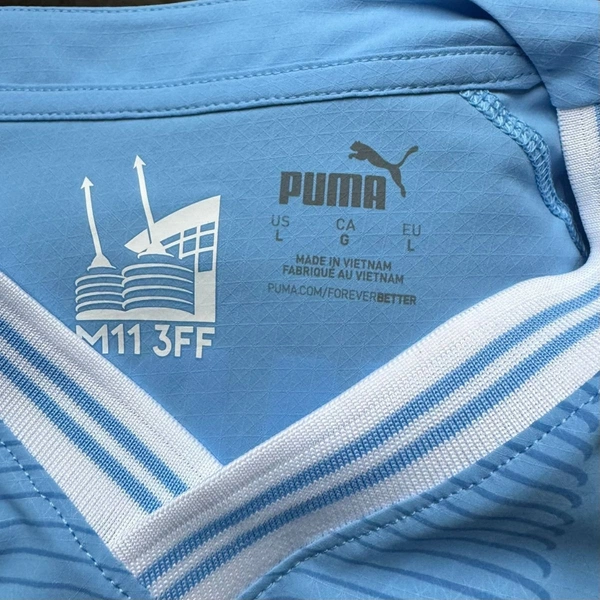 PUMA
US CA EU
L G L
MADE IN VIETNAM
FABRIQUÉ AU VIETNAM
PUMA.COM/FOREVERBETTER
M11 3FF